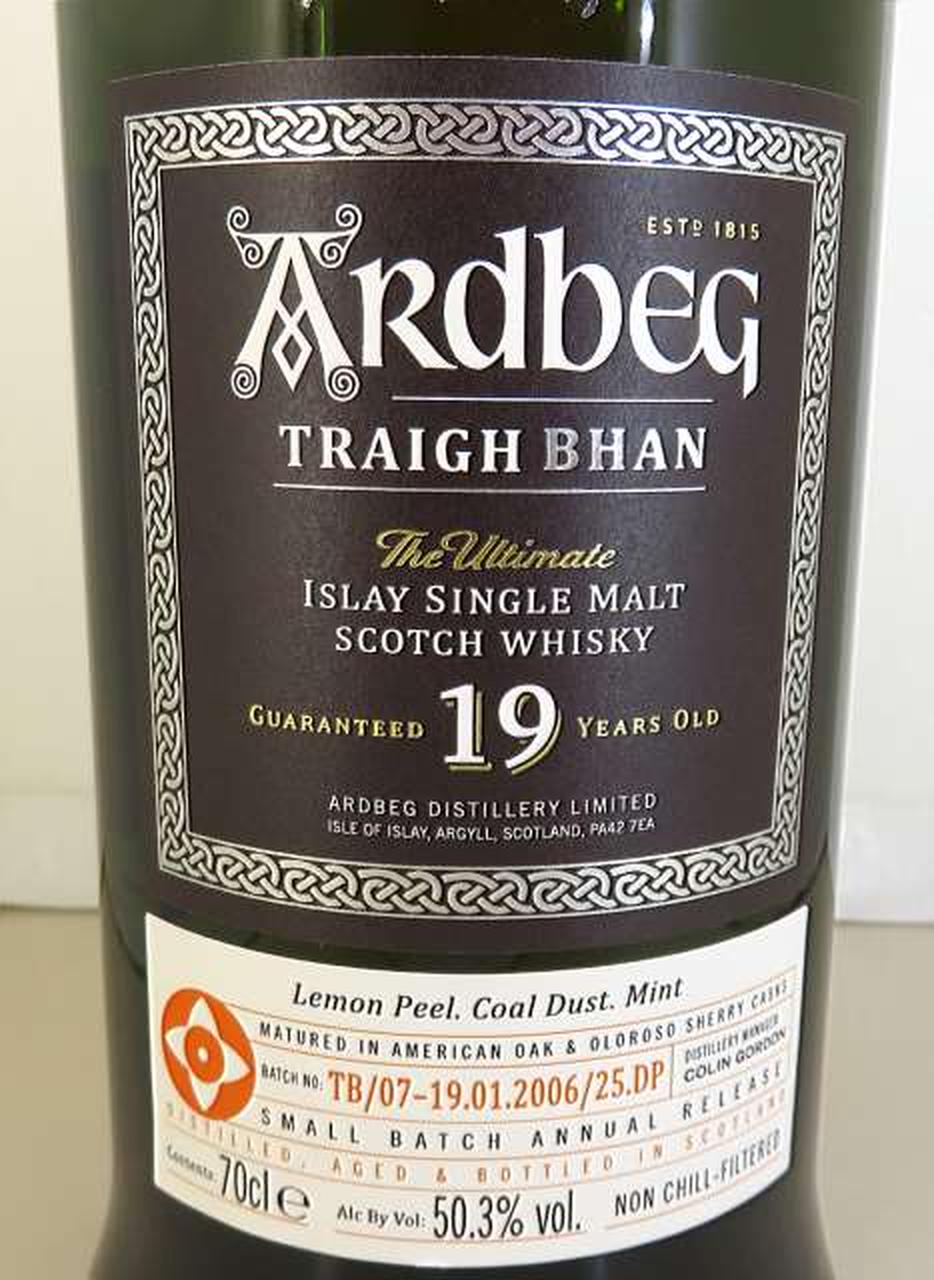 ESTD 1815
ARDBEG
TRAIGH BHAN
The Ultimate
ISLAY SINGLE MALT
SCOTCH WHISKY
GUARANTEED 19 YEARS OLD
ARDBEG DISTILLERY LIMITED
ISLE OF ISLAY, ARGYLL, SCOTLAND, PA42 7EA
Lemon Peel. Coal Dust. Mint
MATURED IN AMERICAN OAK & OLOROSO SHERRY CASKS
BATCH NO: TB/07-19.01.2006/25.DP
DISTILLERY MANAGER
COLIN GORDON
SMALL BATCH ANNUAL RELEASE
DISTILLED, AGED & BOTTLED IN SCOTLAND
Contents: 70cl e Alc By Vol: 50.3% vol. NON CHILL-FILTERED